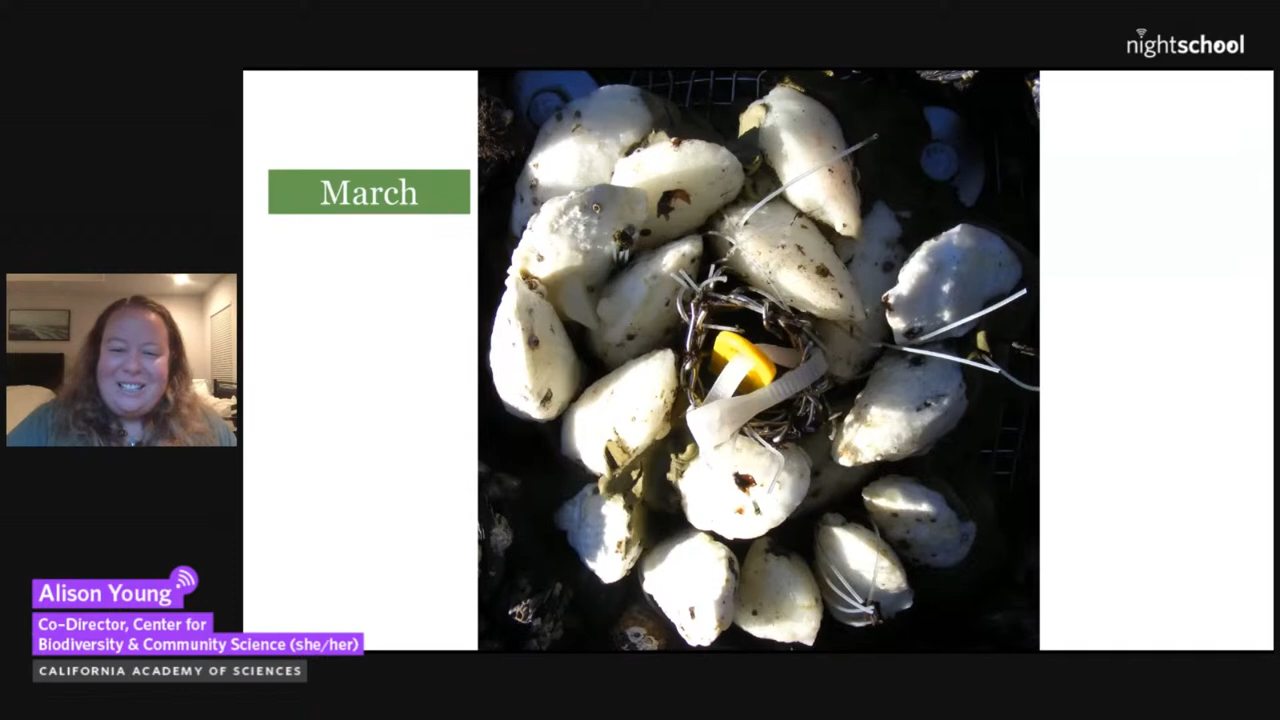 nightschool
March
Alison Young
Co-Director, Center for
Biodiversity & Community Science (she/her)
CALIFORNIA ACADEMY OF SCIENCES